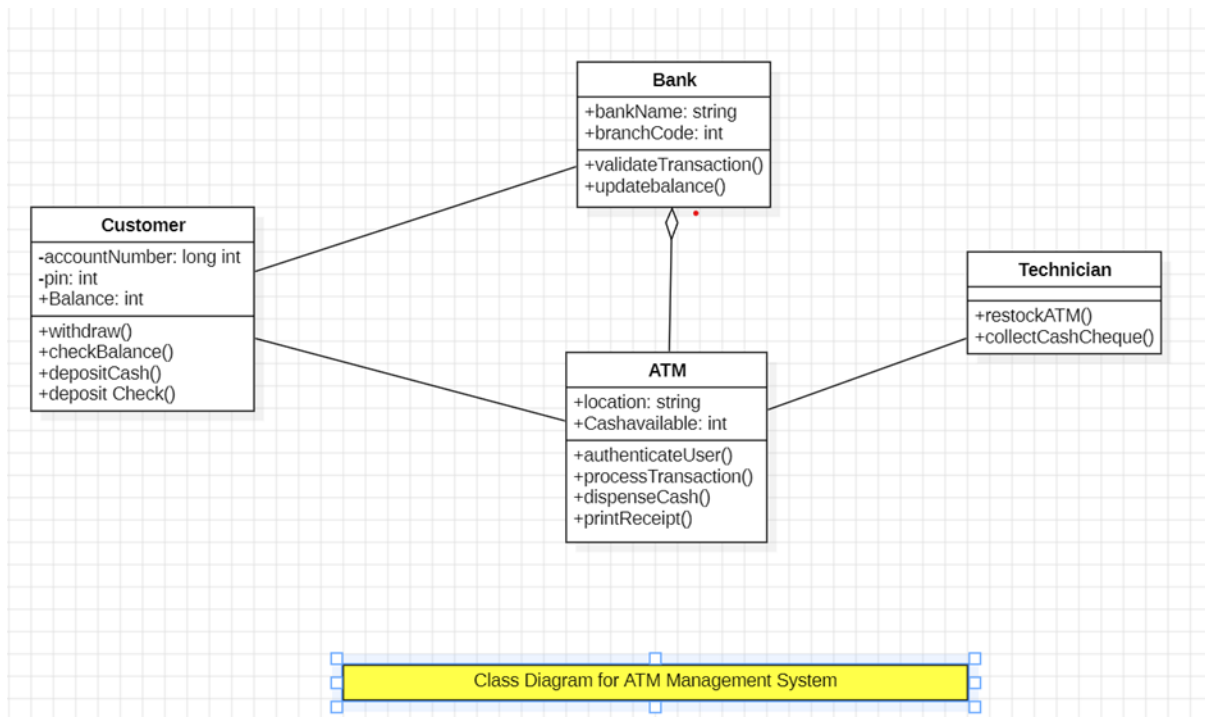 Bank
+bankName: string
+branchCode: int
+validateTransaction()
+updatebalance()
Customer
-accountNumber: long int
-pin: int
+Balance: int
+withdraw()
+checkBalance()
+depositCash()
+deposit Check()
Technician
+restockATM()
+collectCashCheque()
ATM
+location: string
+Cashavailable: int
+authenticateUser()
+processTransaction()
+dispenseCash()
+printReceipt()
Class Diagram for ATM Management System